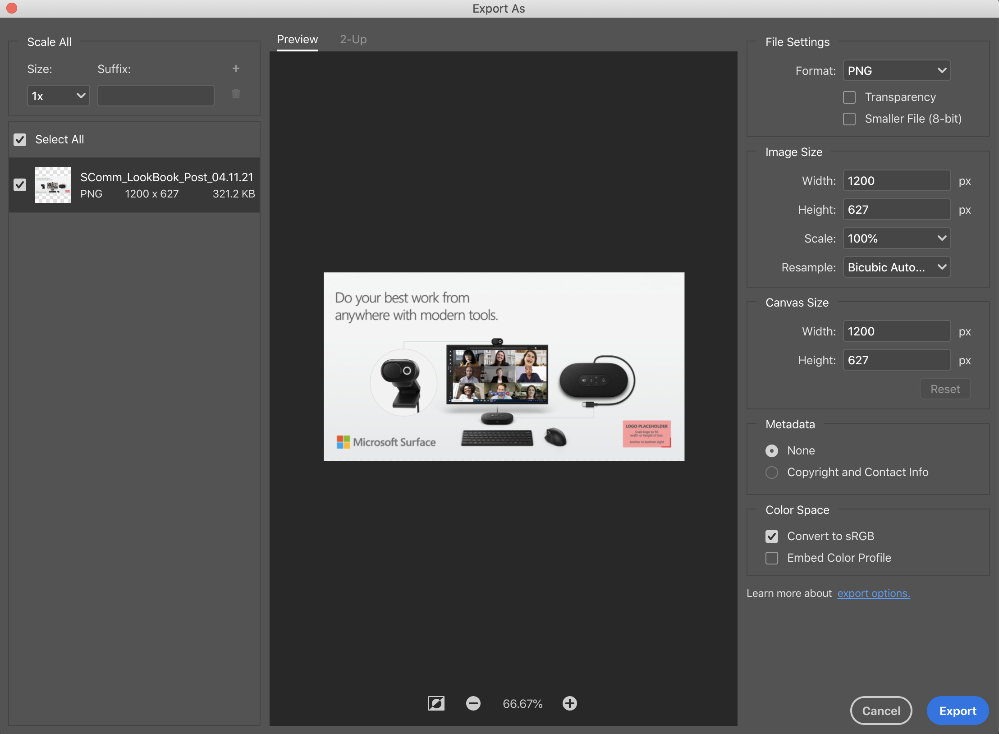 Export As
Scale All
Size:
Suffix:
1x
Select All
SComm_LookBook_Post_04.11.21
PNG 1200 x 627 321.2 KB
Preview
2-Up
Do your best work from
anywhere with modern tools.
Microsoft Surface
LOGO PLACEHOLDER
Scale logo to fit
width or height of box
Anchor to bottom right
66.67%
File Settings
Format: PNG
Transparency
Smaller File (8-bit)
Image Size
Width: 1200 px
Height: 627 px
Scale: 100%
Resample: Bicubic Auto...
Canvas Size
Width: 1200 px
Height: 627 px
Reset
Metadata
None
Copyright and Contact Info
Color Space
Convert to sRGB
Embed Color Profile
Learn more about export options.
Cancel
Export